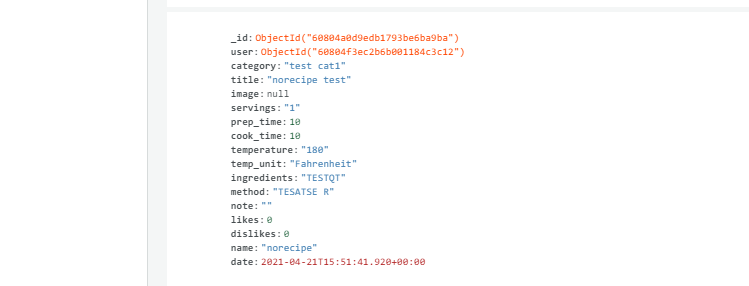 _id: ObjectId("60804a0d9edb1793be6ba9ba")
user: ObjectId("60804f3ec2b6b001184c3c12")
category: "test cat1"
title: "norecipe test"
image: null
servings: "1"
prep_time: 10
cook_time: 10
temperature: "180"
temp_unit: "Fahrenheit"
ingredients: "TESTQT"
method: "TESATSE R"
note: ""
likes: 0
dislikes: 0
name: "norecipe"
date: 2021-04-21T15:51:41.920+00:00